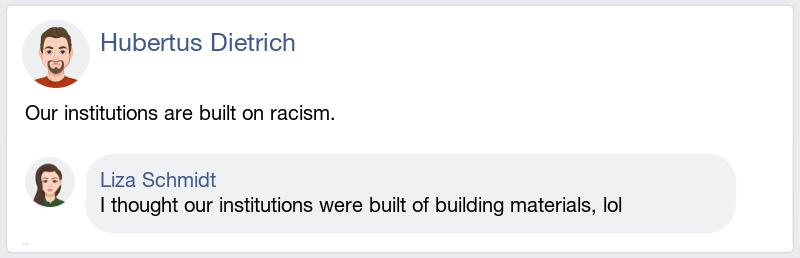 Hubertus Dietrich
Our institutions are built on racism.
Liza Schmidt
I thought our institutions were built of building materials, lol